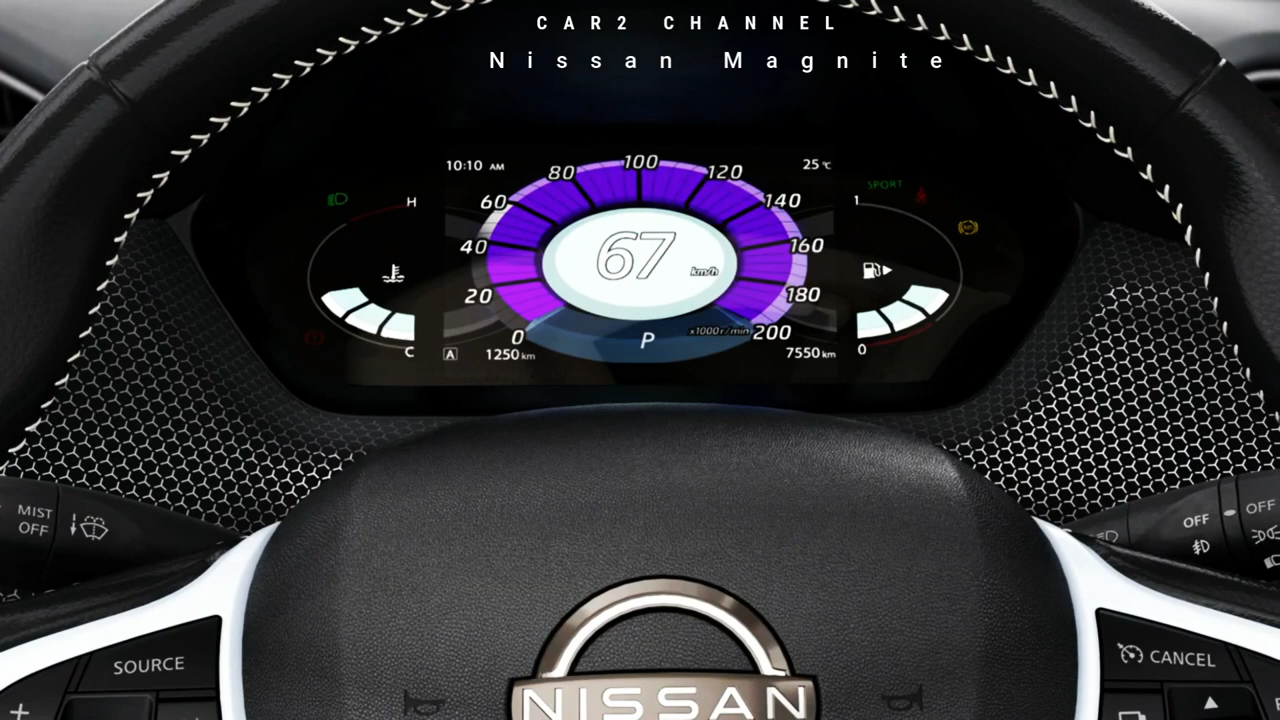 CAR2 CHANNEL
Nissan Magnite
10:10 AM
25 ℃
SPORT
H
1
0
20
40
60
80
100
120
140
160
180
200
67
km/h
x1000 r/min
P
C
A
1250 km
7550 km
0
MIST
OFF
OFF
OFF
SOURCE
+
CANCEL
NISSAN